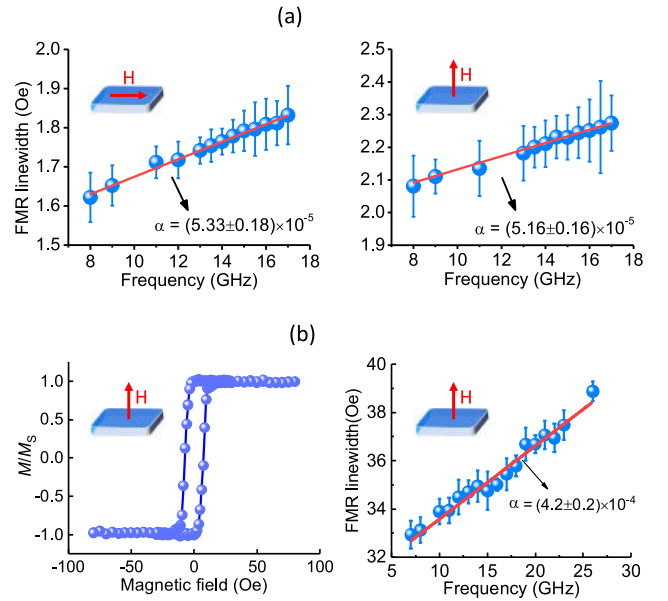 (a)
H
FMR linewidth (Oe)
2.0
1.9
1.8
1.7
1.6
1.5
α = (5.33±0.18)×10-5
8 10 12 14 16 18
Frequency (GHz)
H
2.5
2.4
2.3
2.2
2.1
2.0
1.9
α = (5.16±0.16)×10-5
8 10 12 14 16 18
Frequency (GHz)
(b)
H
M/MS
1.0
0.5
0.0
-0.5
-1.0
-100 -50 0 50 100
Magnetic field (Oe)
H
FMR linewidth(Oe)
40
38
36
34
32
α = (4.2±0.2)×10-4
5 10 15 20 25 30
Frequency (GHz)